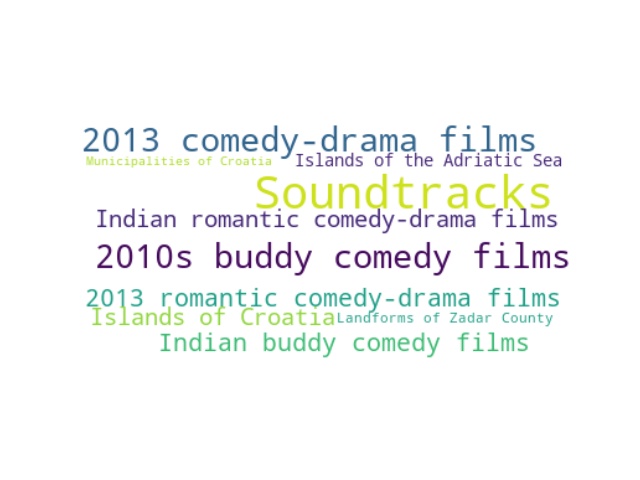 2013 comedy-drama films
Municipalities of Croatia
Islands of the Adriatic Sea
Soundtracks
Indian romantic comedy-drama films
2010s buddy comedy films
2013 romantic comedy-drama films
Islands of Croatia
Landforms of Zadar County
Indian buddy comedy films